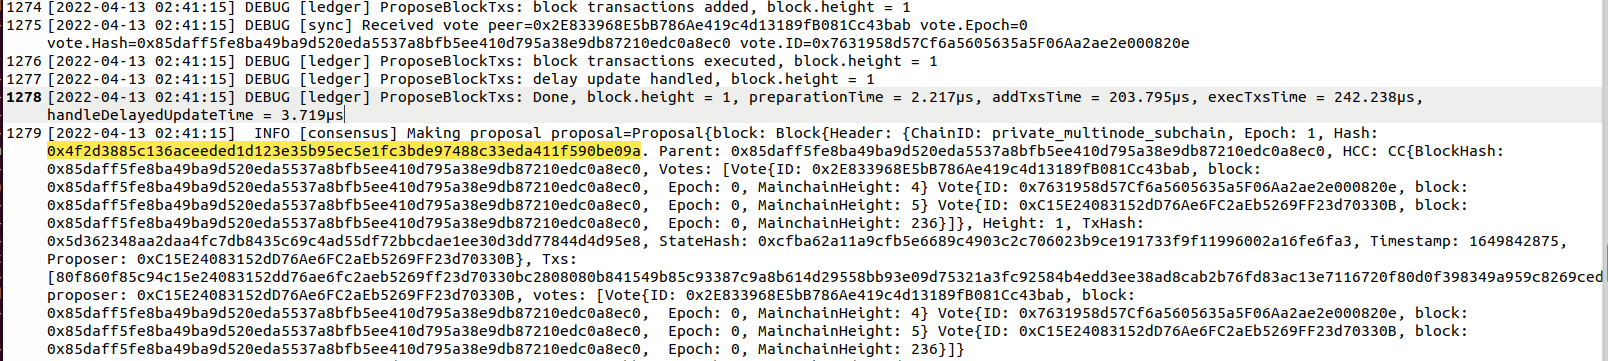 1274 [2022-04-13 02:41:15] DEBUG [ledger] ProposeBlockTxs: block transactions added, block.height = 1
1275 [2022-04-13 02:41:15] DEBUG [sync] Received vote peer=0x2E833968E5bB786Ae419c4d13189fB081Cc43bab vote.Epoch=0
vote.Hash=0x85daff5fe8ba49ba9d520eda5537a8bfb5ee410d795a38e9db87210edc0a8ec0 vote.ID=0x7631958d57Cf6a5605635a5F06Aa2ae2e000820e
1276 [2022-04-13 02:41:15] DEBUG [ledger] ProposeBlockTxs: block transactions executed, block.height = 1
1277 [2022-04-13 02:41:15] DEBUG [ledger] ProposeBlockTxs: delay update handled, block.height = 1
1278 [2022-04-13 02:41:15] DEBUG [ledger] ProposeBlockTxs: Done, block.height = 1, preparationTime = 2.217µs, addTxsTime = 203.795µs, execTxsTime = 242.238µs,
handleDelayedUpdateTime = 3.719µs
1279 [2022-04-13 02:41:15]  INFO [consensus] Making proposal proposal=Proposal{block: Block{Header: {ChainID: private_multinode_subchain, Epoch: 1, Hash:
0x4f2d3885c136aceeded1d123e35b95ec5e1fc3bde97488c33eda411f590be09a. Parent: 0x85daff5fe8ba49ba9d520eda5537a8bfb5ee410d795a38e9db87210edc0a8ec0, HCC: CC{BlockHash:
0x85daff5fe8ba49ba9d520eda5537a8bfb5ee410d795a38e9db87210edc0a8ec0, Votes: [Vote{ID: 0x2E833968E5bB786Ae419c4d13189fB081Cc43bab, block:
0x85daff5fe8ba49ba9d520eda5537a8bfb5ee410d795a38e9db87210edc0a8ec0,  Epoch: 0, MainchainHeight: 4} Vote{ID: 0x7631958d57Cf6a5605635a5F06Aa2ae2e000820e, block:
0x85daff5fe8ba49ba9d520eda5537a8bfb5ee410d795a38e9db87210edc0a8ec0,  Epoch: 0, MainchainHeight: 5} Vote{ID: 0xC15E24083152dD76Ae6FC2aEb5269FF23d70330B, block:
0x85daff5fe8ba49ba9d520eda5537a8bfb5ee410d795a38e9db87210edc0a8ec0,  Epoch: 0, MainchainHeight: 236}]}, Height: 1, TxHash:
0x5d362348aa2daa4fc7db8435c69c4ad55df72bbcdae1ee30d3dd77844d4d95e8, StateHash: 0xcfba62a11a9cfb5e6689c4903c2c706023b9ce191733f9f11996002a16fe6fa3, Timestamp: 1649842875,
Proposer: 0xC15E24083152dD76Ae6FC2aEb5269FF23d70330B}, Txs:
[80f860f85c94c15e24083152dd76ae6fc2aeb5269ff23d70330bc2808080b841549b85c93387c9a8b614d29558bb93e09d75321a3fc92584b4edd3ee38ad8cab2b76fd83ac13e7116720f80d0f398349a959c8269ced
proposer: 0xC15E24083152dD76Ae6FC2aEb5269FF23d70330B, votes: [Vote{ID: 0x2E833968E5bB786Ae419c4d13189fB081Cc43bab, block:
0x85daff5fe8ba49ba9d520eda5537a8bfb5ee410d795a38e9db87210edc0a8ec0,  Epoch: 0, MainchainHeight: 4} Vote{ID: 0x7631958d57Cf6a5605635a5F06Aa2ae2e000820e, block:
0x85daff5fe8ba49ba9d520eda5537a8bfb5ee410d795a38e9db87210edc0a8ec0,  Epoch: 0, MainchainHeight: 5} Vote{ID: 0xC15E24083152dD76Ae6FC2aEb5269FF23d70330B, block:
0x85daff5fe8ba49ba9d520eda5537a8bfb5ee410d795a38e9db87210edc0a8ec0,  Epoch: 0, MainchainHeight: 236}]}